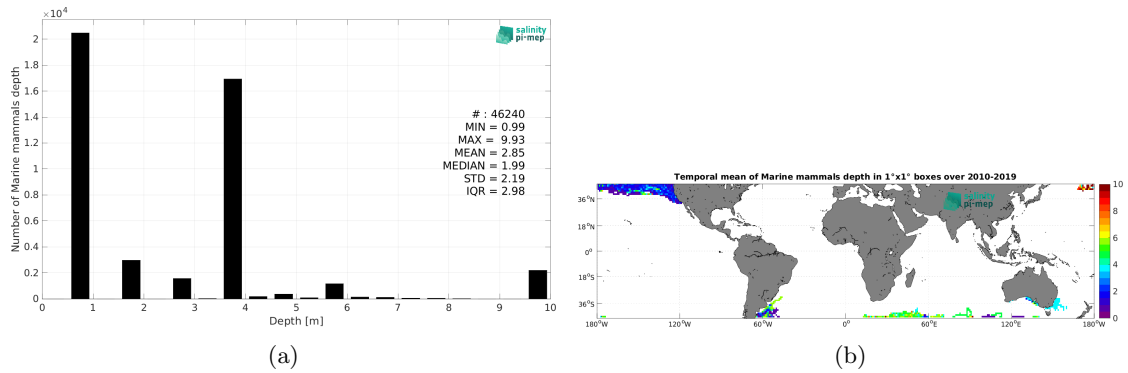 ×10⁴
2
1.8
1.6
1.4
1.2
1
0.8
0.6
0.4
0.2
0
Number of Marine mammals depth
salinity
pi-mep
# : 46240
MIN = 0.99
MAX = 9.93
MEAN = 2.85
MEDIAN = 1.99
STD = 2.19
IQR = 2.98
0 1 2 3 4 5 6 7 8 9 10
Depth [m]
(a)
Temporal mean of Marine mammals depth in 1°x1° boxes over 2010-2019
salinity
pi-mep
36°N
18°N
0°
18°S
36°S
180°W 120°W 60°W 0° 60°E 120°E 180°W
10
8
6
4
2
0
(b)